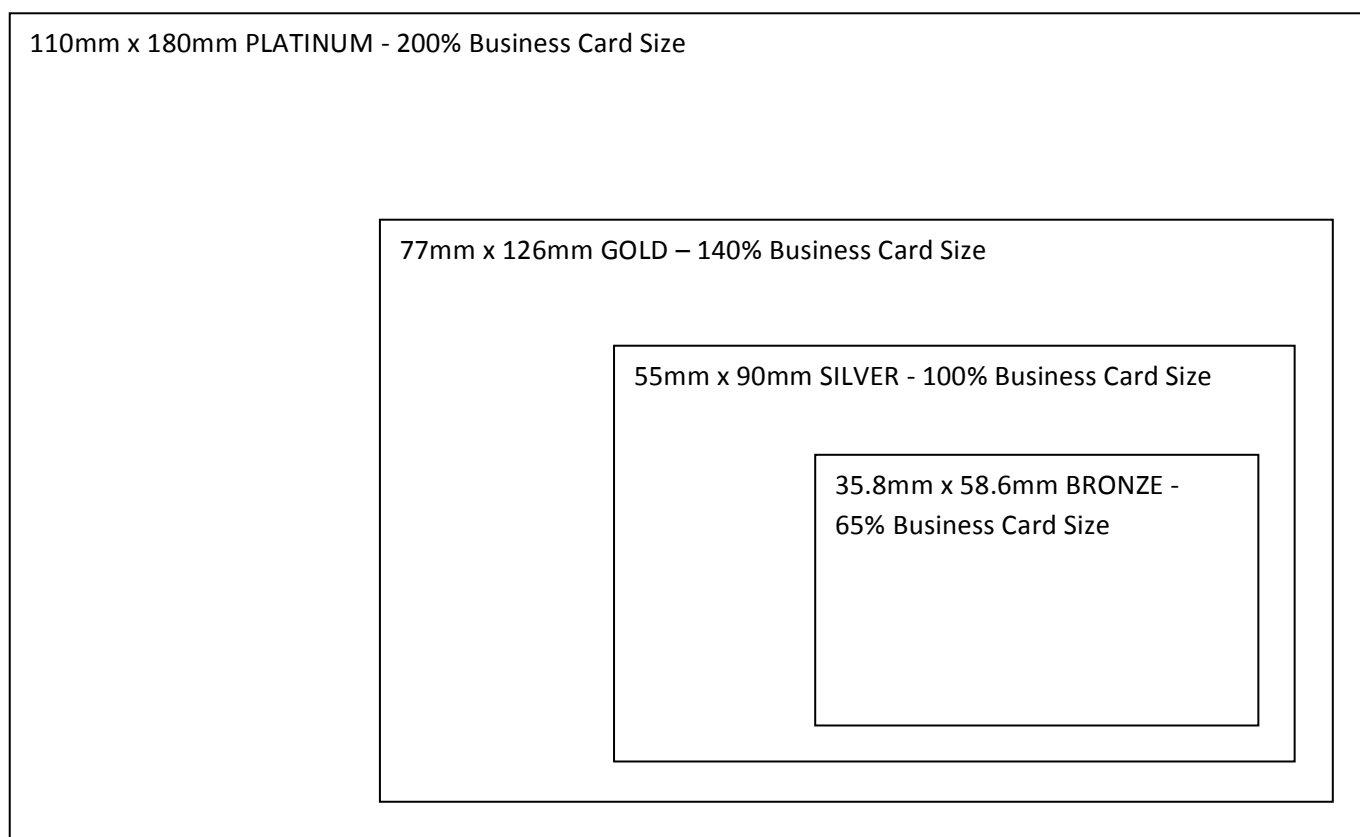 110mm x 180mm PLATINUM - 200% Business Card Size
77mm x 126mm GOLD – 140% Business Card Size
55mm x 90mm SILVER - 100% Business Card Size
35.8mm x 58.6mm BRONZE -
65% Business Card Size